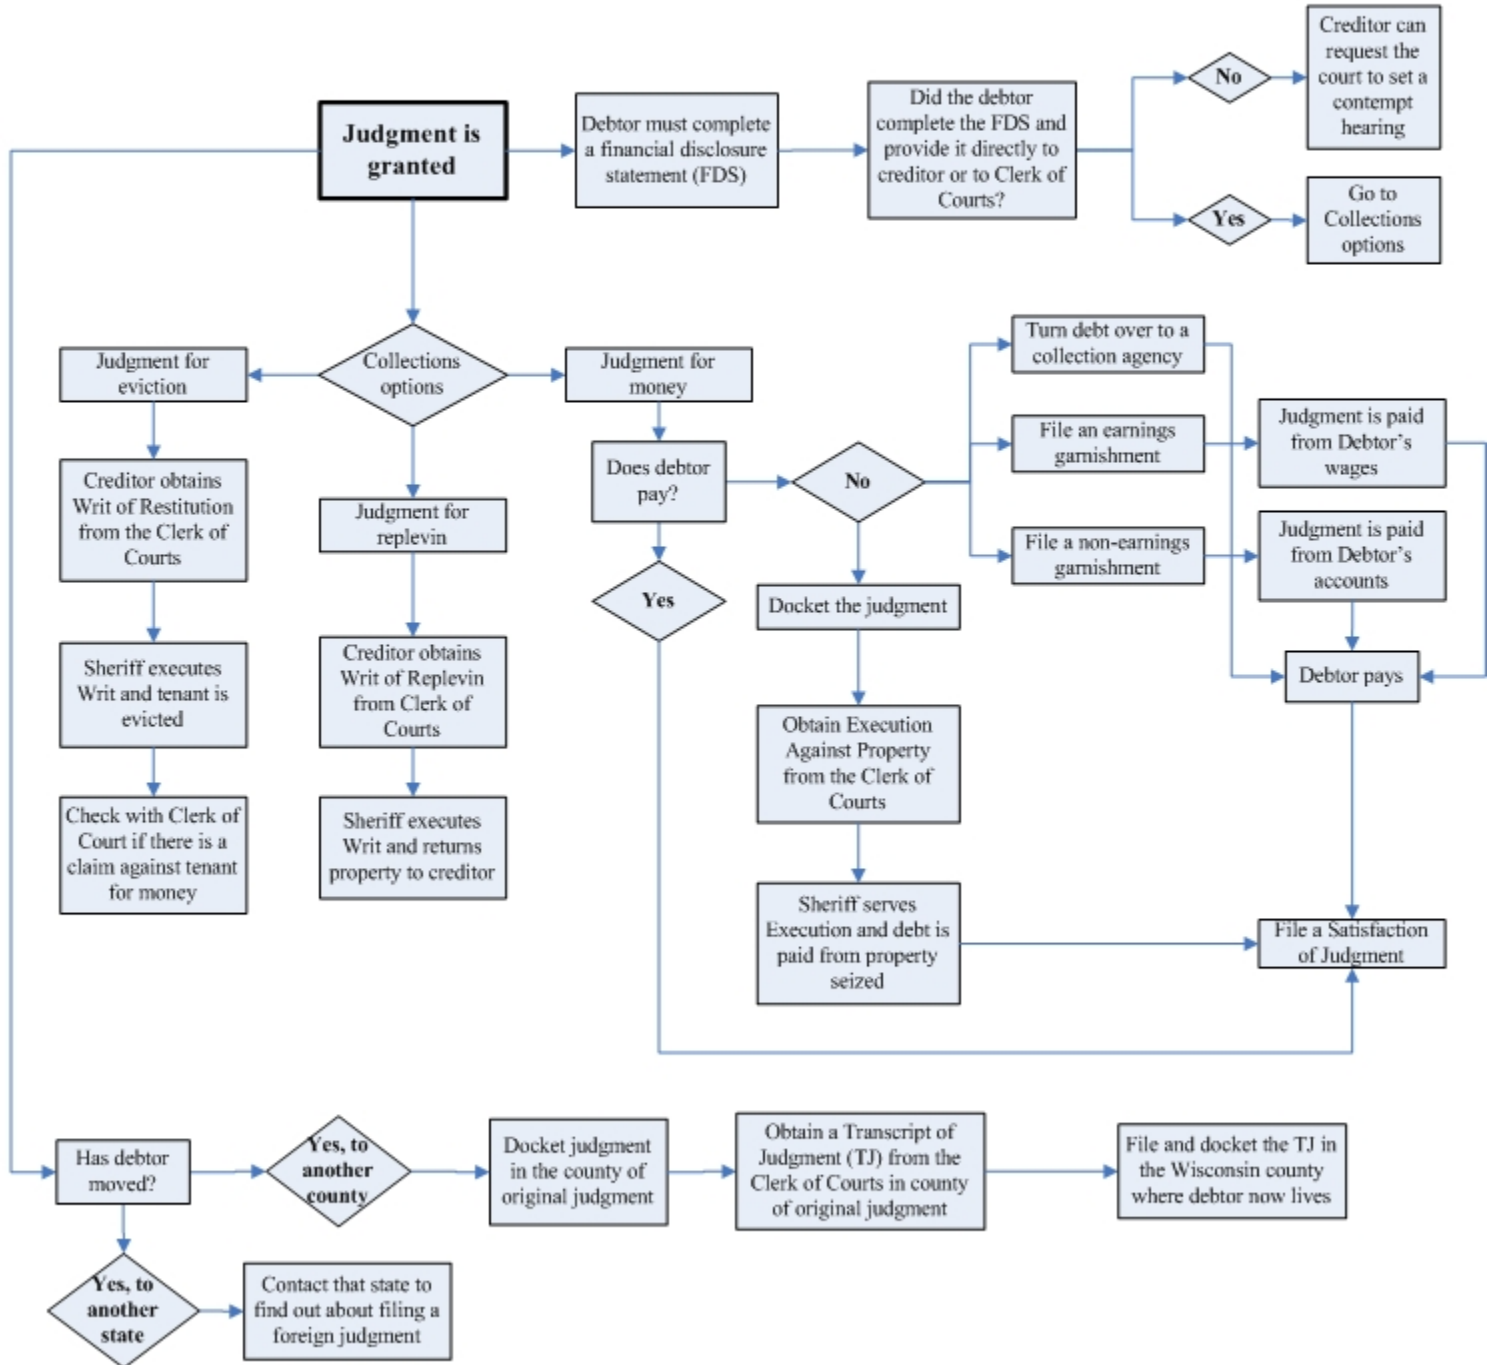 Judgment is
granted
Debtor must complete
a financial disclosure
statement (FDS)
Did the debtor
complete the FDS and
provide it directly to
creditor or to Clerk of
Courts?
No
Creditor can
request the
court to set a
contempt
hearing
Yes
Go to
Collections
options
Collections
options
Judgment for
eviction
Creditor obtains
Writ of Restitution
from the Clerk of
Courts
Sheriff executes
Writ and tenant is
evicted
Check with Clerk of
Court if there is a
claim against tenant
for money
Judgment for
replevin
Creditor obtains
Writ of Replevin
from Clerk of
Courts
Sheriff executes
Writ and returns
property to creditor
Judgment for
money
Does debtor
pay?
Yes
No
Docket the judgment
Obtain Execution
Against Property
from the Clerk of
Courts
Sheriff serves
Execution and debt is
paid from property
seized
Turn debt over to a
collection agency
File an earnings
garnishment
File a non-earnings
garnishment
Judgment is paid
from Debtor's
wages
Judgment is paid
from Debtor's
accounts
Debtor pays
File a Satisfaction
of Judgment
Has debtor
moved?
Yes, to
another
county
Docket judgment
in the county of
original judgment
Obtain a Transcript of
Judgment (TJ) from the
Clerk of Courts in county
of original judgment
File and docket the TJ in
the Wisconsin county
where debtor now lives
Yes, to
another
state
Contact that state to
find out about filing a
foreign judgment